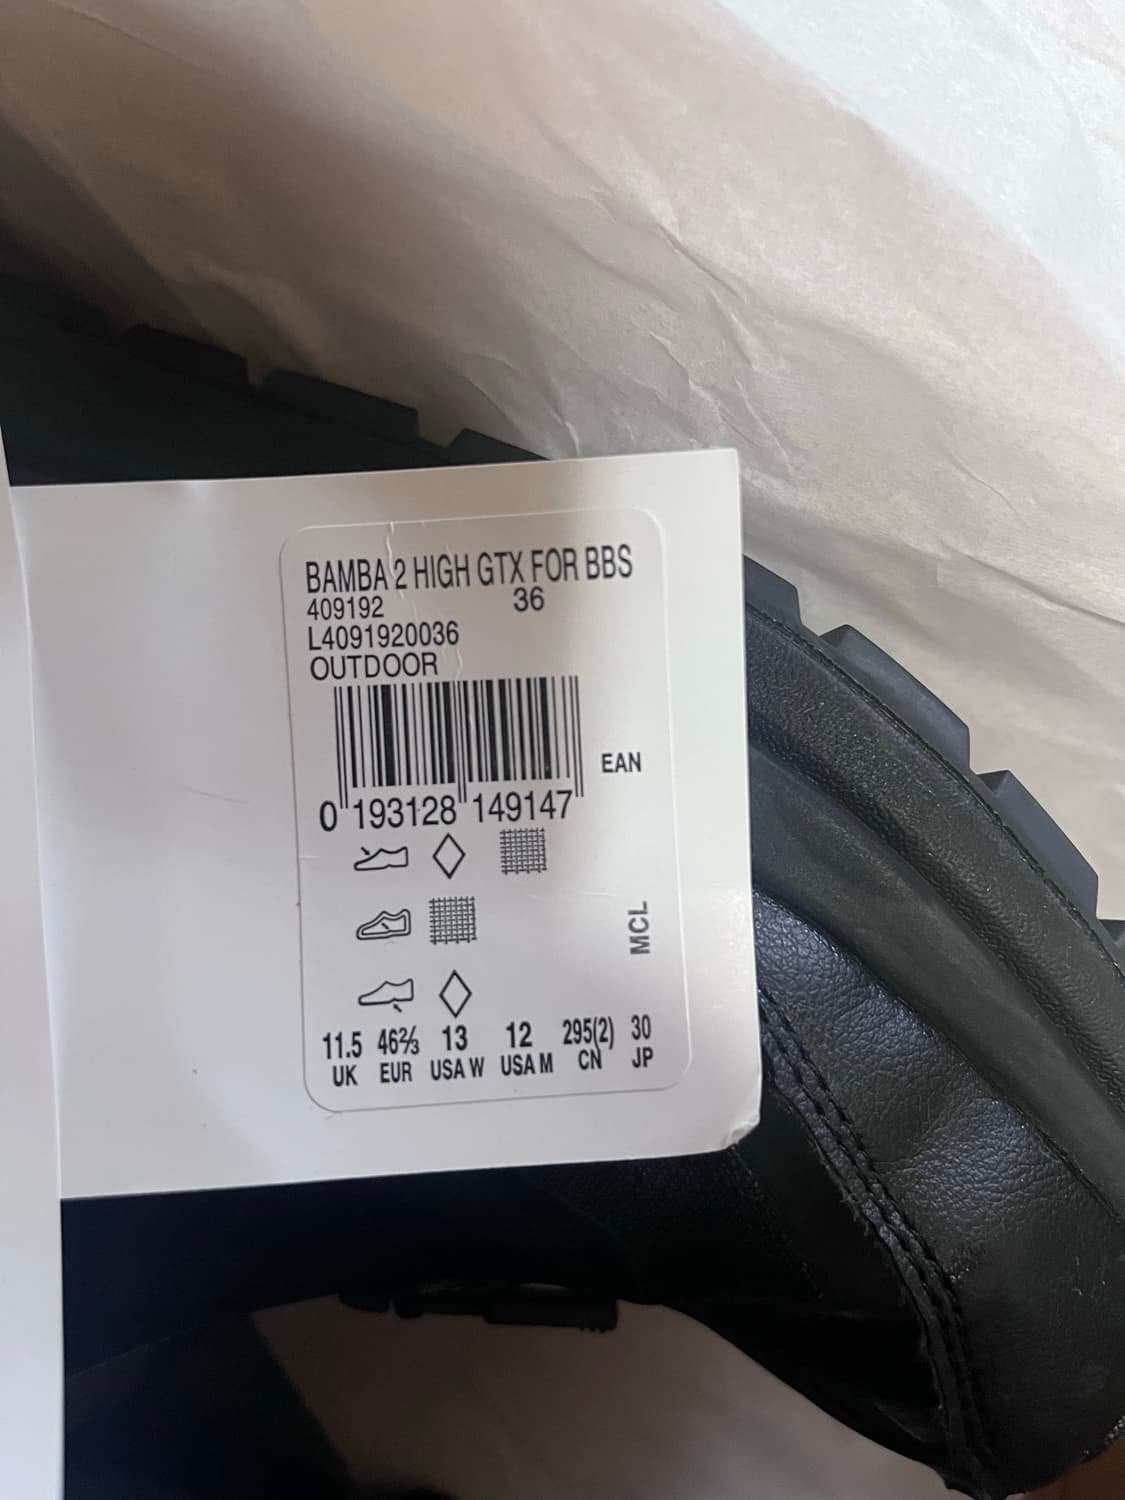 BAMBA 2 HIGH GTX FOR BBS
409192 36
L4091920036
OUTDOOR
EAN
0 193128 149147
MCL
11.5 46⅔ 13 12 295(2) 30
UK EUR USA W USA M CN JP